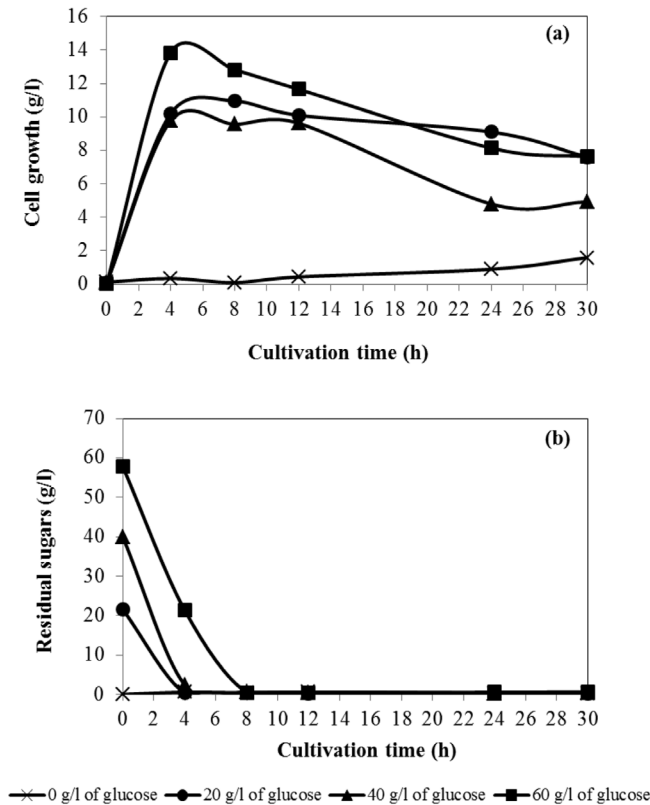 16
14
12
10
8
6
4
2
0
Cell growth (g/l)
(a)
0 2 4 6 8 10 12 14 16 18 20 22 24 26 28 30
Cultivation time (h)
70
60
50
40
30
20
10
0
Residual sugars (g/l)
(b)
0 2 4 6 8 10 12 14 16 18 20 22 24 26 28 30
Cultivation time (h)
0 g/l of glucose 20 g/l of glucose 40 g/l of glucose 60 g/l of glucose